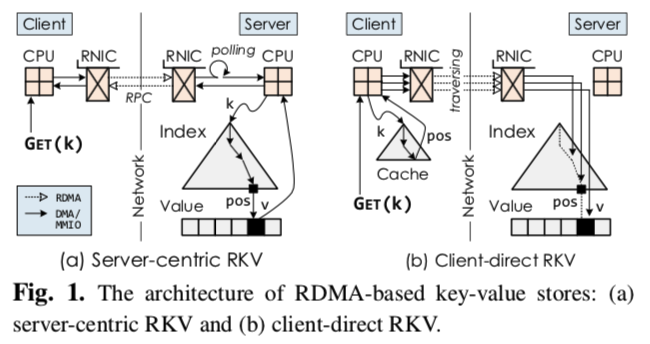 Client
Server
CPU
RNIC
RNIC
polling
CPU
RPC
k
GET(k)
Index
Network
pos
v
Value
RDMA
DMA/
MMIO
(a) Server-centric RKV
Client
Server
CPU
RNIC
traversing
RNIC
CPU
k
pos
Cache
GET(k)
Index
Network
pos
v
Value
(b) Client-direct RKV
Fig. 1. The architecture of RDMA-based key-value stores: (a)
server-centric RKV and (b) client-direct RKV.